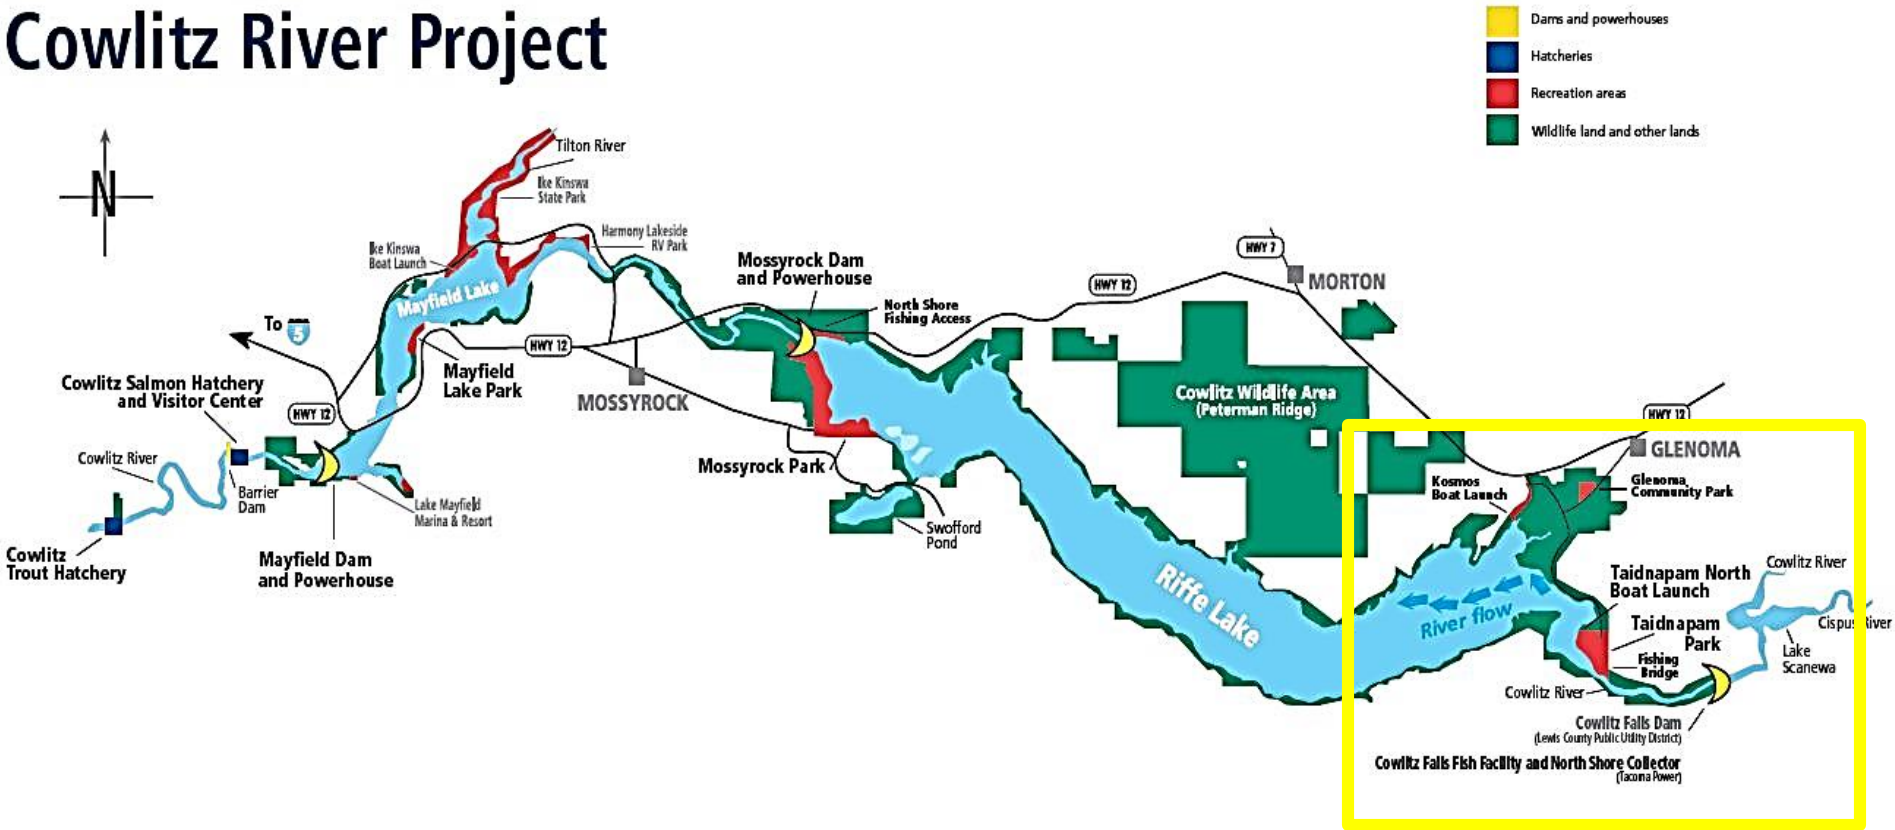 Cowlitz River Project
Dams and powerhouses
Hatcheries
Recreation areas
Wildlife land and other lands
N
Tilton River
Ike Kinswa
State Park
Harmony Lakeside
RV Park
Ike Kinswa
Boat Launch
Mayfield Lake
Mossyrock Dam
and Powerhouse
North Shore
Fishing Access
HWY 12
HWY 7
MORTON
To 5
HWY 12
Mayfield
Lake Park
MOSSYROCK
Cowlitz Salmon Hatchery
and Visitor Center
HWY 12
Cowlitz Wildlife Area
(Peterman Ridge)
HWY 12
GLENOMA
Cowlitz River
Barrier
Dam
Lake Mayfield
Marina & Resort
Mossyrock Park
Swofford
Pond
Kosmos
Boat Launch
Glenoma
Community Park
Cowlitz
Trout Hatchery
Mayfield Dam
and Powerhouse
Riffe Lake
River flow
Taidnapam North
Boat Launch
Taidnapam
Park
Fishing
Bridge
Cowlitz River
Cispus River
Lake
Scanewa
Cowlitz River
Cowlitz Falls Dam
(Lewis County Public Utility District)
Cowlitz Falls Fish Facility and North Shore Collector
(Tacoma Power)